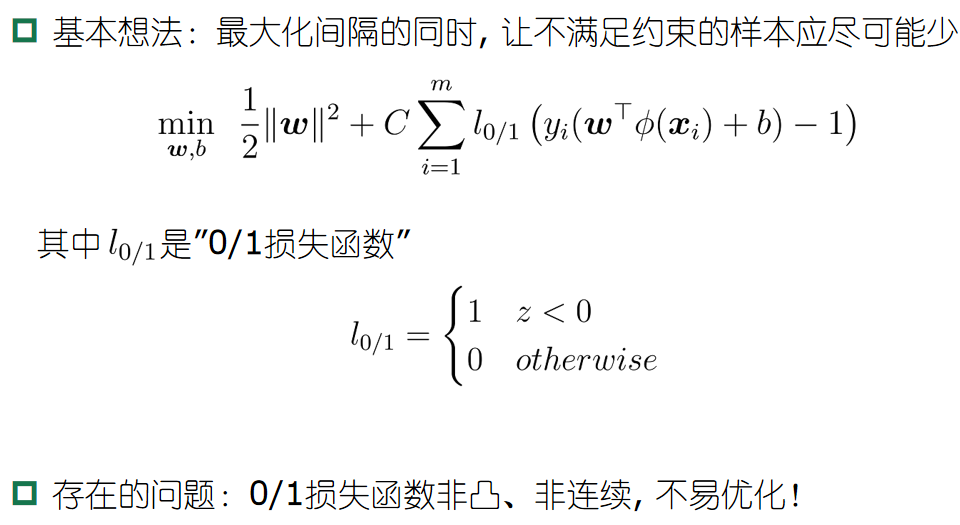 基本想法：最大化间隔的同时, 让不满足约束的样本应尽可能少
$\min_{\boldsymbol{w},b} \ \frac{1}{2}\|\boldsymbol{w}\|^2 + C\sum_{i=1}^{m} l_{0/1}\left(y_i(\boldsymbol{w}^\top \phi(\boldsymbol{x}_i) + b) - 1\right)$
其中 $l_{0/1}$是”0/1损失函数”
$l_{0/1} = \begin{cases} 1 & z < 0 \\ 0 & otherwise \end{cases}$
存在的问题：0/1损失函数非凸、非连续, 不易优化！